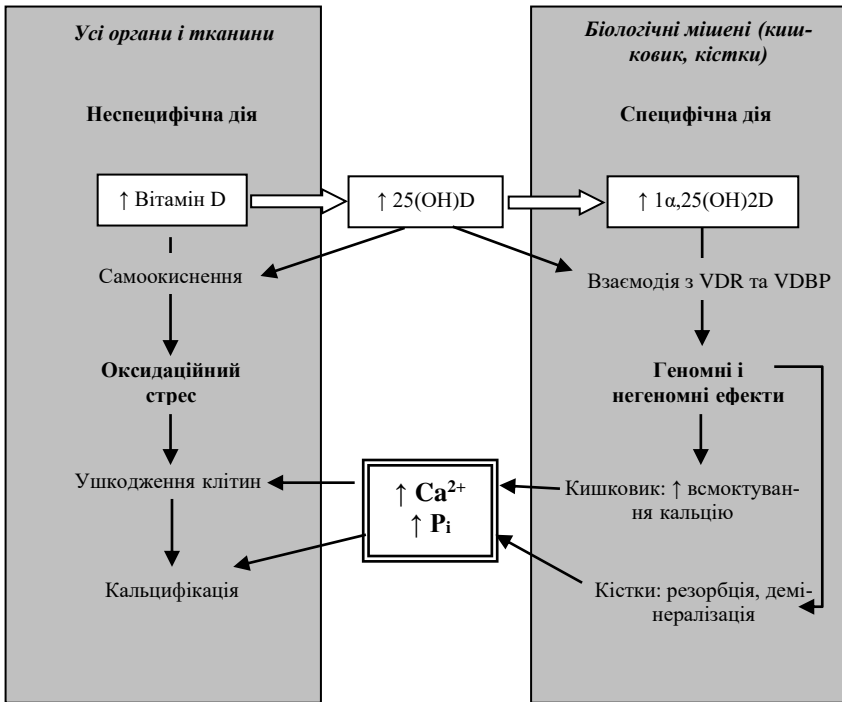 Усі органи і тканини
Неспецифічна дія
Біологічні мішені (киш-
ковик, кістки)
Специфічна дія
↑ Вітамін D
↑ 25(OH)D
↑ 1α,25(OH)2D
Самоокиснення
Взаємодія з VDR та VDBP
Оксидаційний
стрес
Геномні і
негеномні ефекти
Ушкодження клітин
↑ Ca²⁺
↑ Pᵢ
Кишковик: ↑ всмоктуван-
ня кальцію
Кальцифікація
Кістки: резорбція, демі-
нералізація